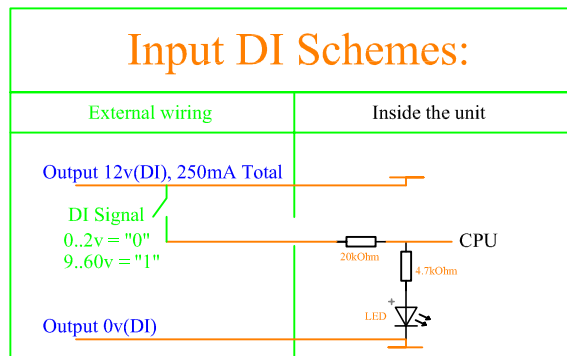 Input DI Schemes:
External wiring
Inside the unit
Output 12v(DI), 250mA Total
DI Signal
0..2v = "0"
9..60v = "1"
CPU
20kOhm
4.7kOhm
+
LED
Output 0v(DI)